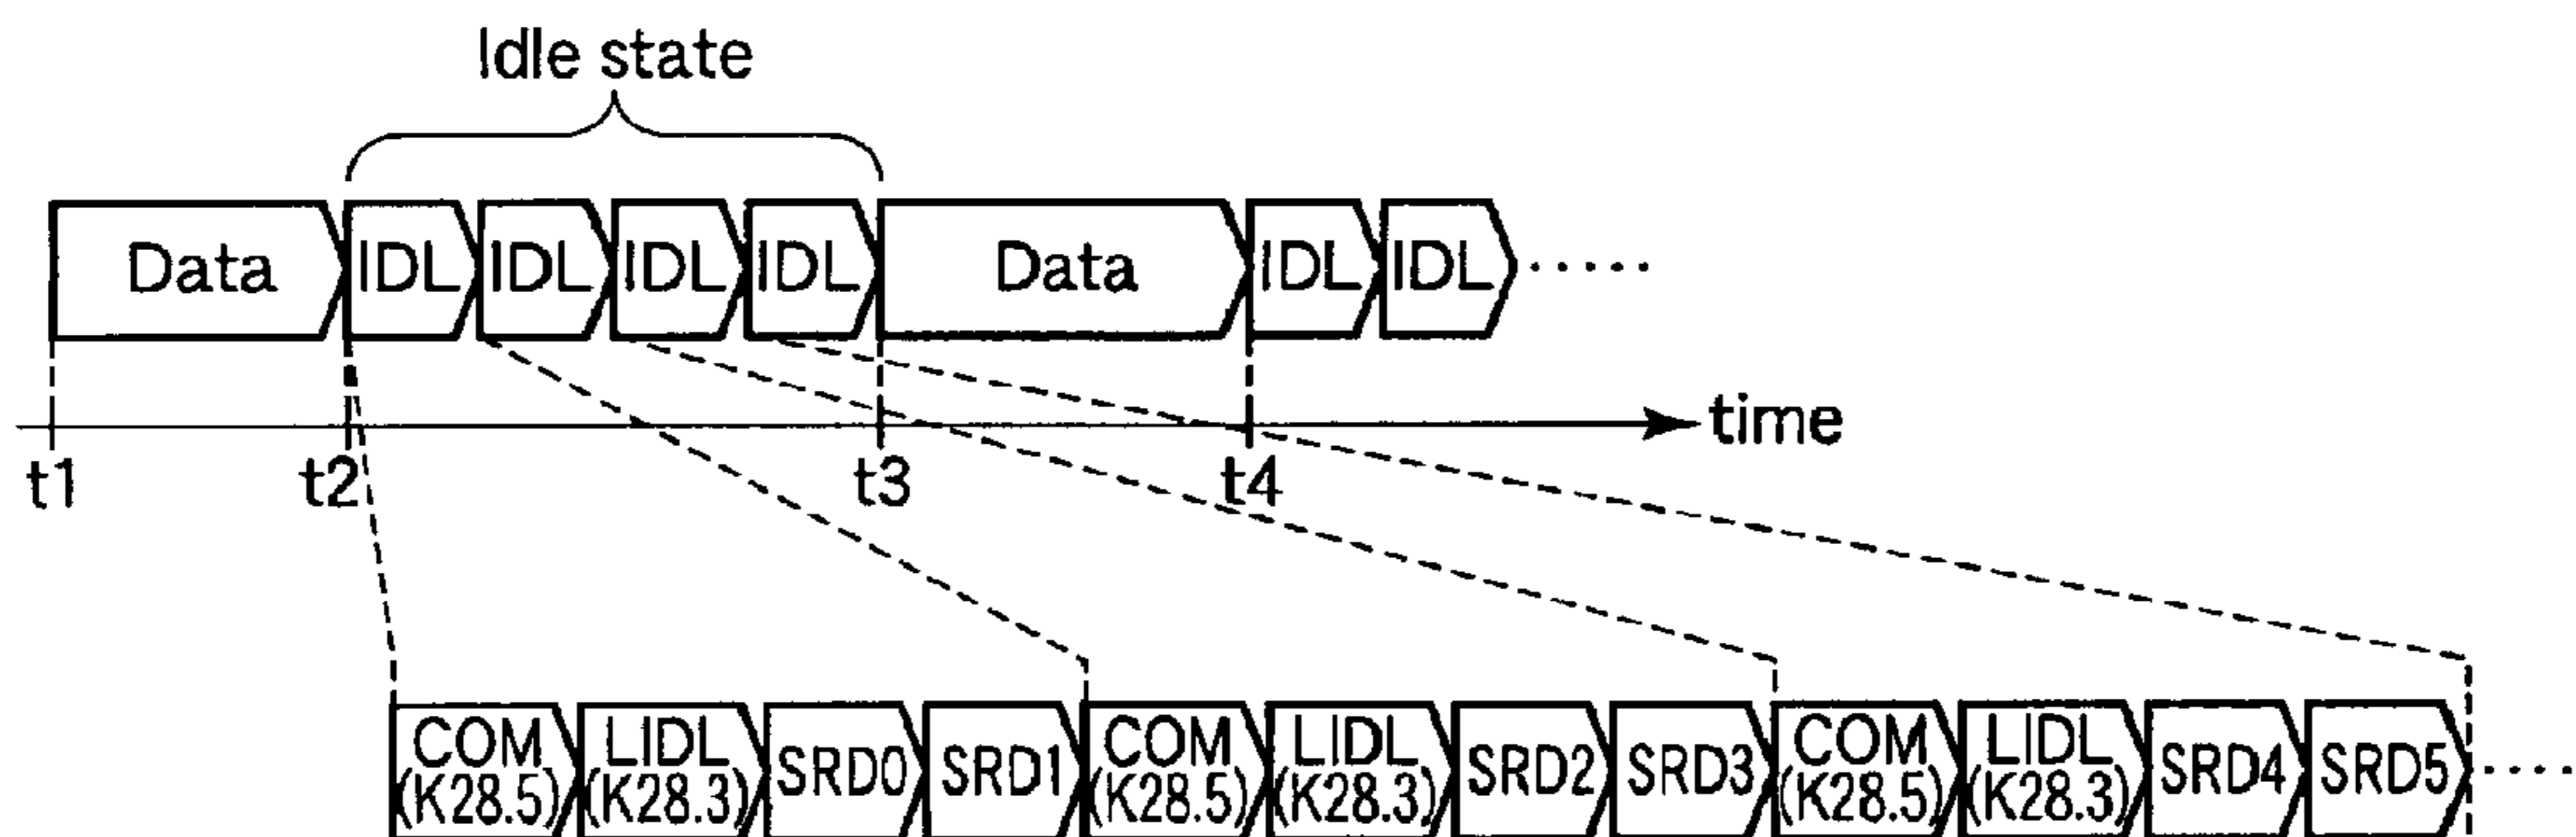 Idle state
Data IDL IDL IDL IDL Data IDL IDL .....
time
t1 t2 t3 t4
COM LIDL SRD0 SRD1 COM LIDL SRD2 SRD3 COM LIDL SRD4 SRD5 ....
(K28.5) (K28.3) (K28.5) (K28.3) (K28.5) (K28.3)